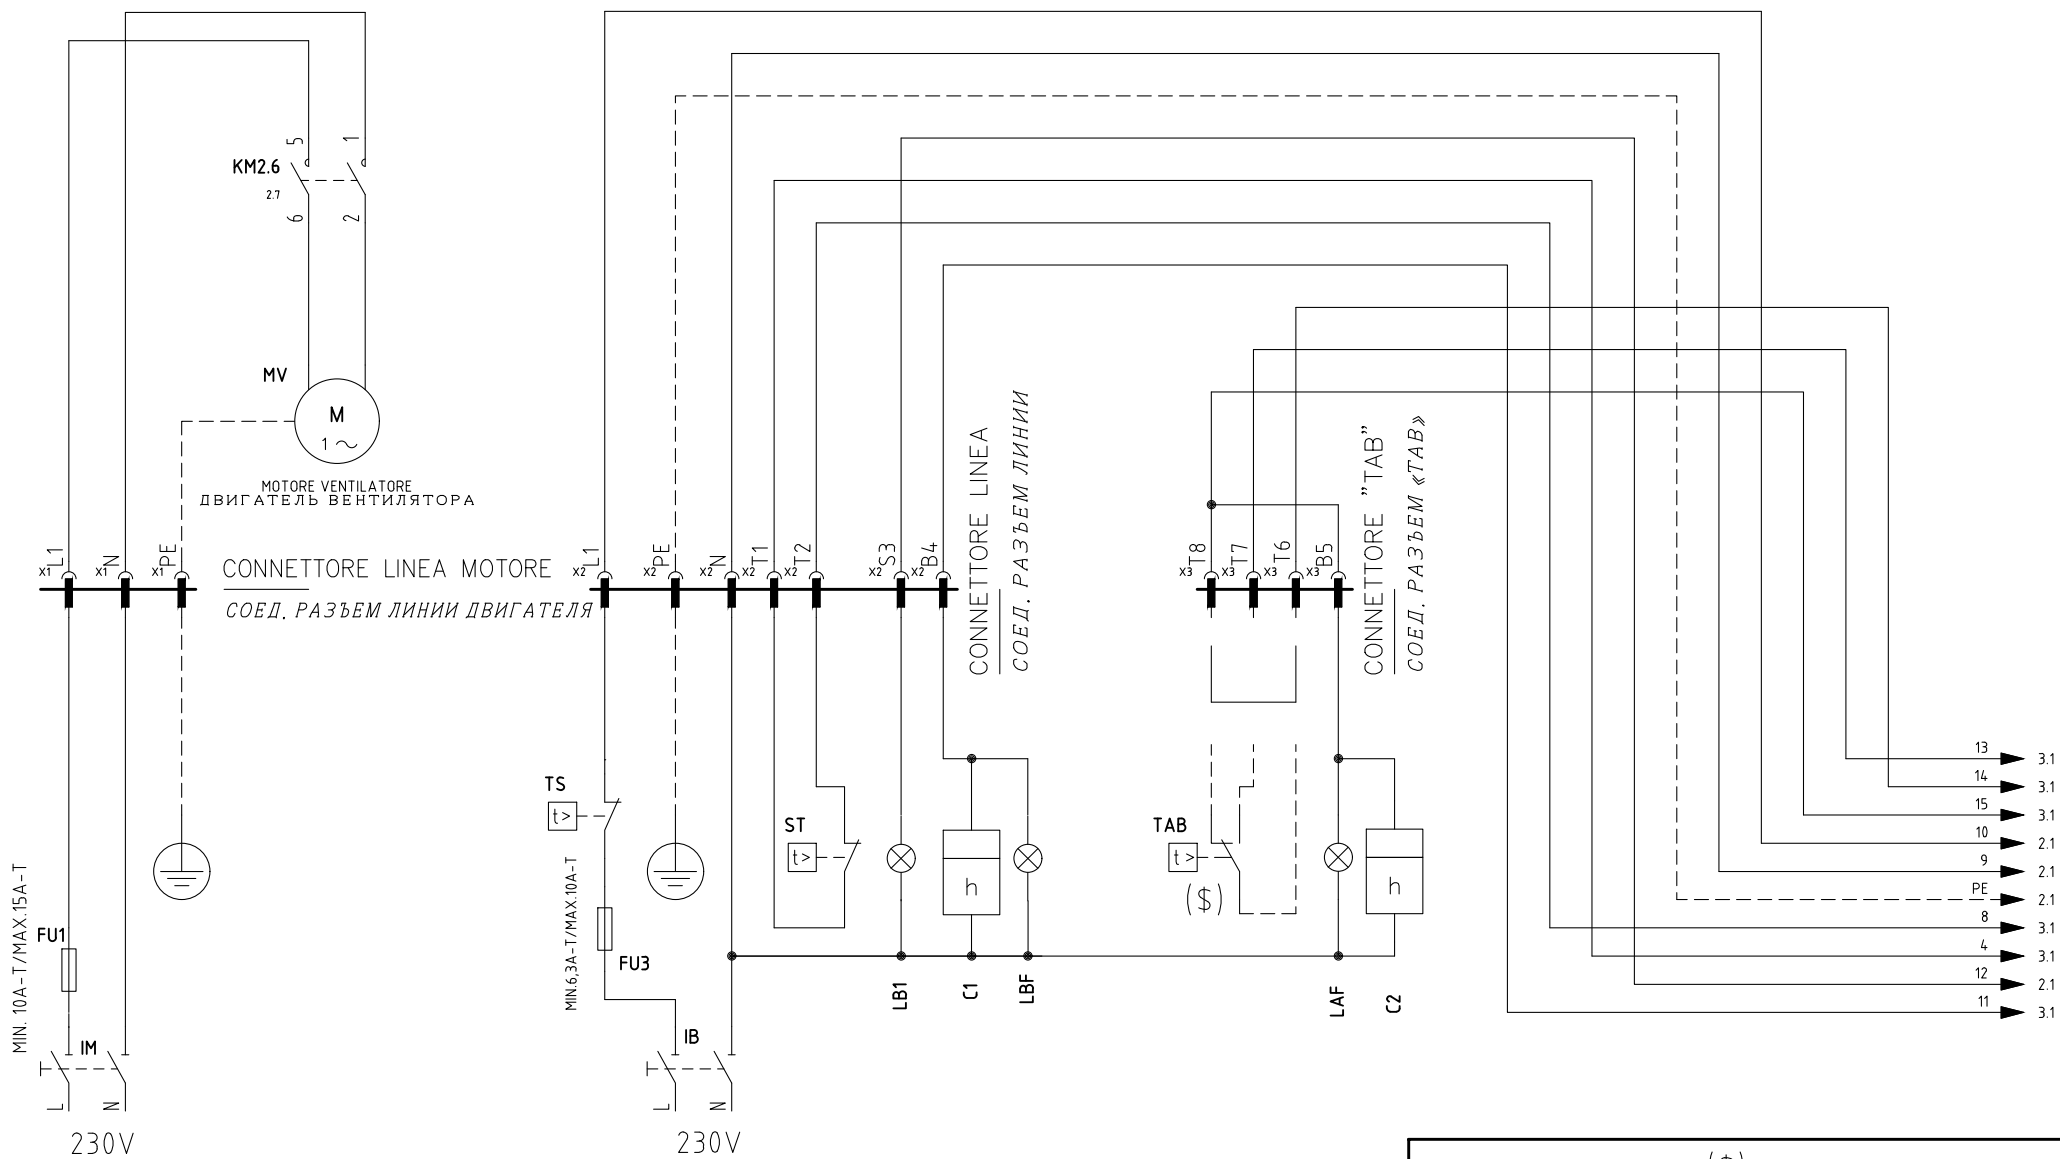 5
1
KM2.6
2.7
6
2
MV
M
1~
MOTORE VENTILATORE
ДВИГАТЕЛЬ ВЕНТИЛЯТОРА
x1 L1
x1 N
x1 PE
CONNETTORE LINEA MOTORE
СОЕД. РАЗЪЕМ ЛИНИИ ДВИГАТЕЛЯ
x2 L1
x2 PE
x2 N
x2 T1
x2 T2
x2 S3
x2 B4
CONNETTORE LINEA
СОЕД. РАЗЪЕМ ЛИНИИ
x3 T8
x3 T7
x3 T6
x3 B5
CONNETTORE "TAB"
СОЕД. РАЗЪЕМ «TAB»
MIN. 10A-T/MAX.15A-T
FU1
IM
L
N
230V
TS
t>
MIN.6,3A-T/MAX.10A-T
FU3
IB
L
N
230V
ST
t>
LB1
h
C1
LBF
TAB
t>
($)
LAF
h
C2
13 3.1
14 3.1
15 3.1
10 2.1
9 2.1
PE 2.1
8 3.1
4 3.1
12 2.1
11 3.1
($)